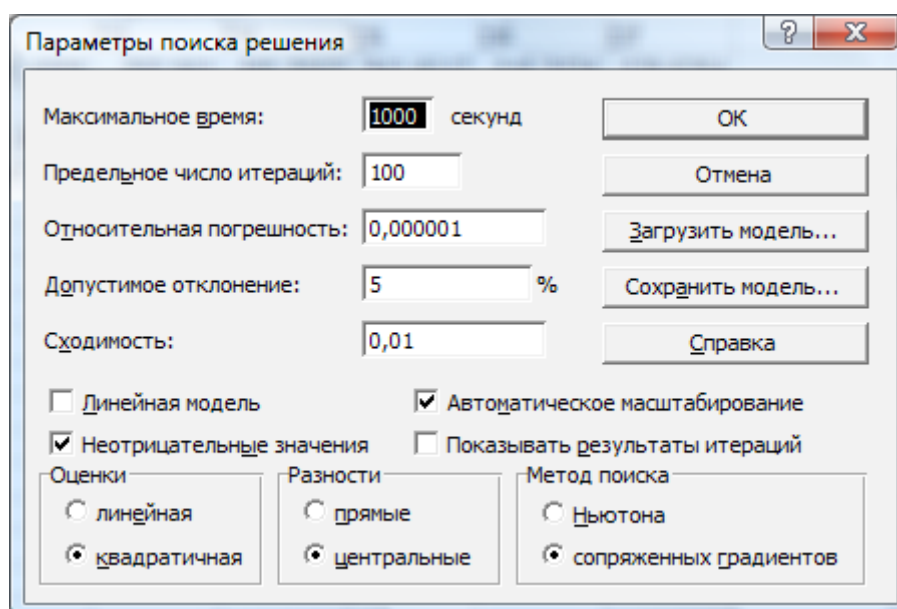 Параметры поиска решения
Максимальное время: 1000 секунд OK
Предельное число итераций: 100 Отмена
Относительная погрешность: 0,000001 Загрузить модель...
Допустимое отклонение: 5 % Сохранить модель...
Сходимость: 0,01 Справка
Линейная модель Автоматическое масштабирование
Неотрицательные значения Показывать результаты итераций
Оценки Разности Метод поиска
линейная прямые Ньютона
квадратичная центральные сопряженных градиентов